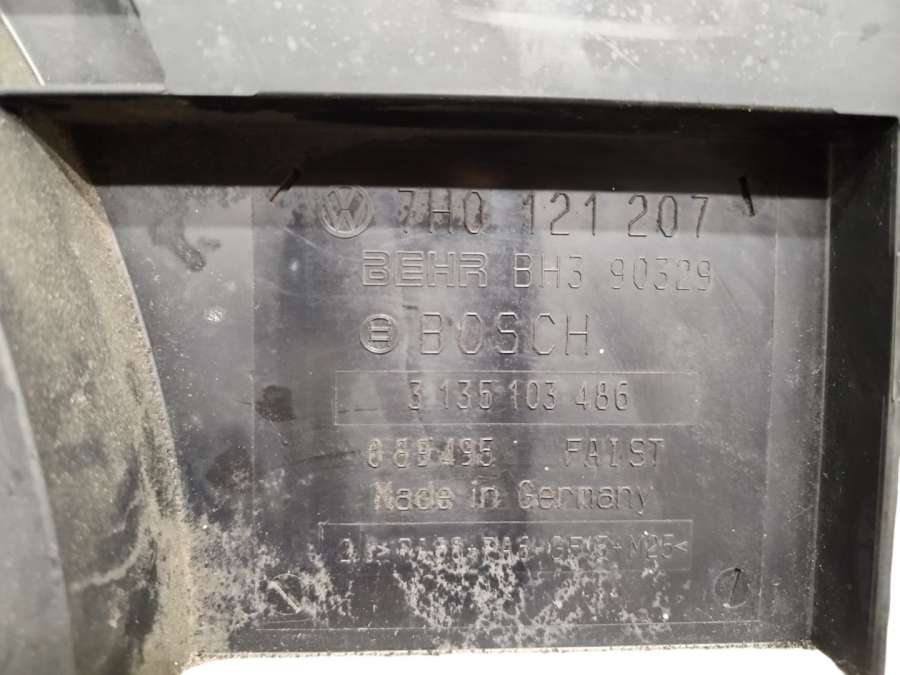 7H0 121 207
BEHR BH3 90329
BOSCH
3 135 103 486
FAIST
Made in Germany